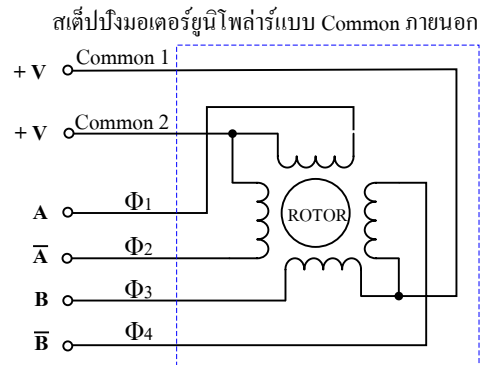 สเต็ปปิงมอเตอร์ยูนิโพล่าร์แบบ Common ภายนอก
+ V Common 1
+ V Common 2
A Φ1
ROTOR
A̅ Φ2
B Φ3
B̅ Φ4